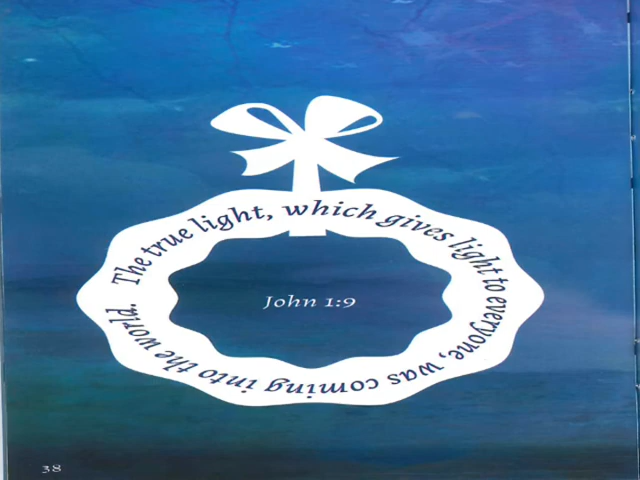 The true light, which gives light to everyone, was coming into the world.
John 1:9
38